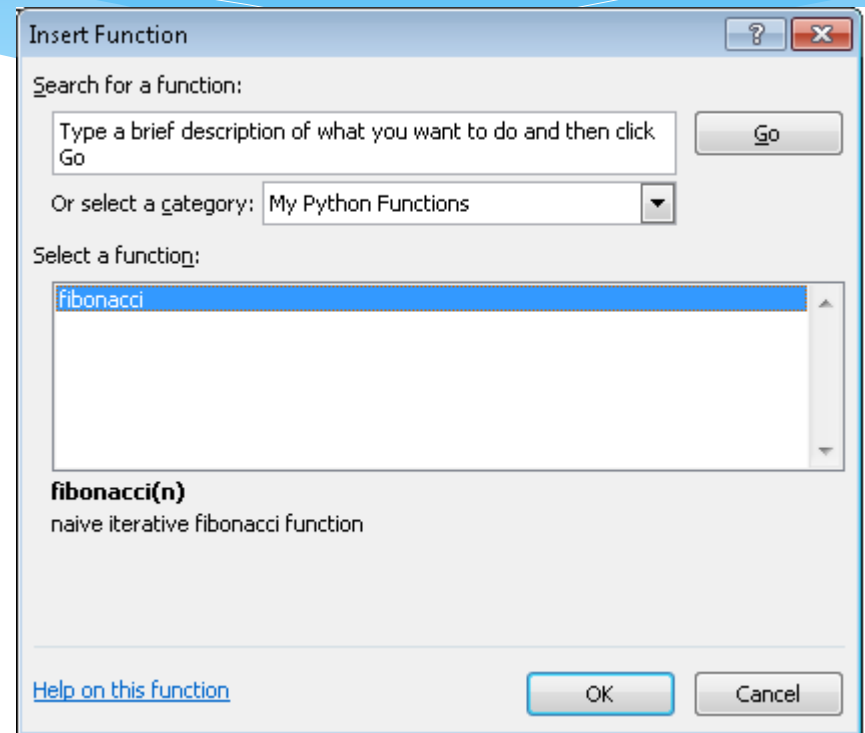 Insert Function
Search for a function:
Type a brief description of what you want to do and then click
Go
Go
Or select a category: My Python Functions
Select a function:
fibonacci
fibonacci(n)
naive iterative fibonacci function
Help on this function
OK
Cancel